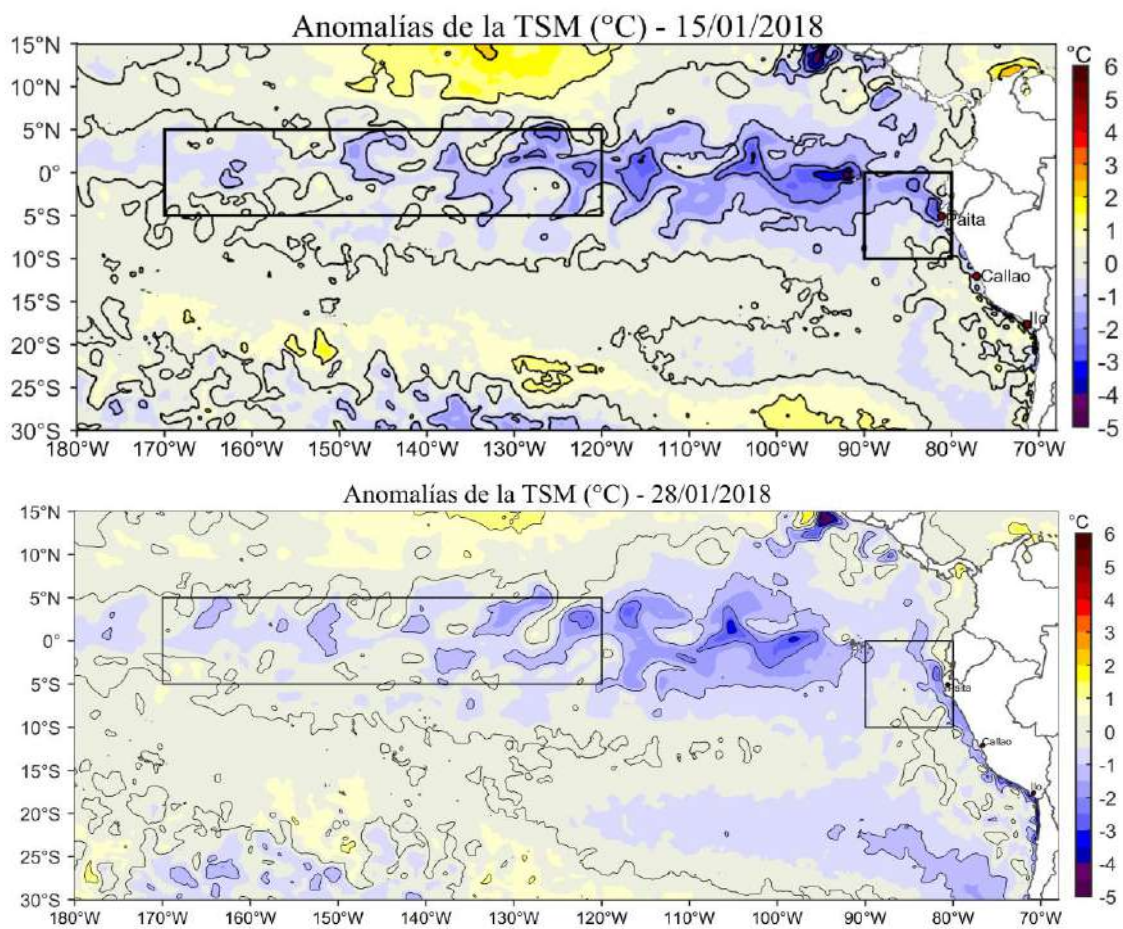 Anomalías de la TSM (°C) - 15/01/2018
15°N
10°N
5°N
0°
5°S
10°S
15°S
20°S
25°S
30°S
180°W 170°W 160°W 150°W 140°W 130°W 120°W 110°W 100°W 90°W 80°W 70°W
Paita
Callao
Ilo
°C
6
5
4
3
2
1
0
-1
-2
-3
-4
-5
Anomalías de la TSM (°C) - 28/01/2018
15°N
10°N
5°N
0°
5°S
10°S
15°S
20°S
25°S
30°S
180°W 170°W 160°W 150°W 140°W 130°W 120°W 110°W 100°W 90°W 80°W 70°W
Paita
Callao
Ilo
°C
6
5
4
3
2
1
0
-1
-2
-3
-4
-5